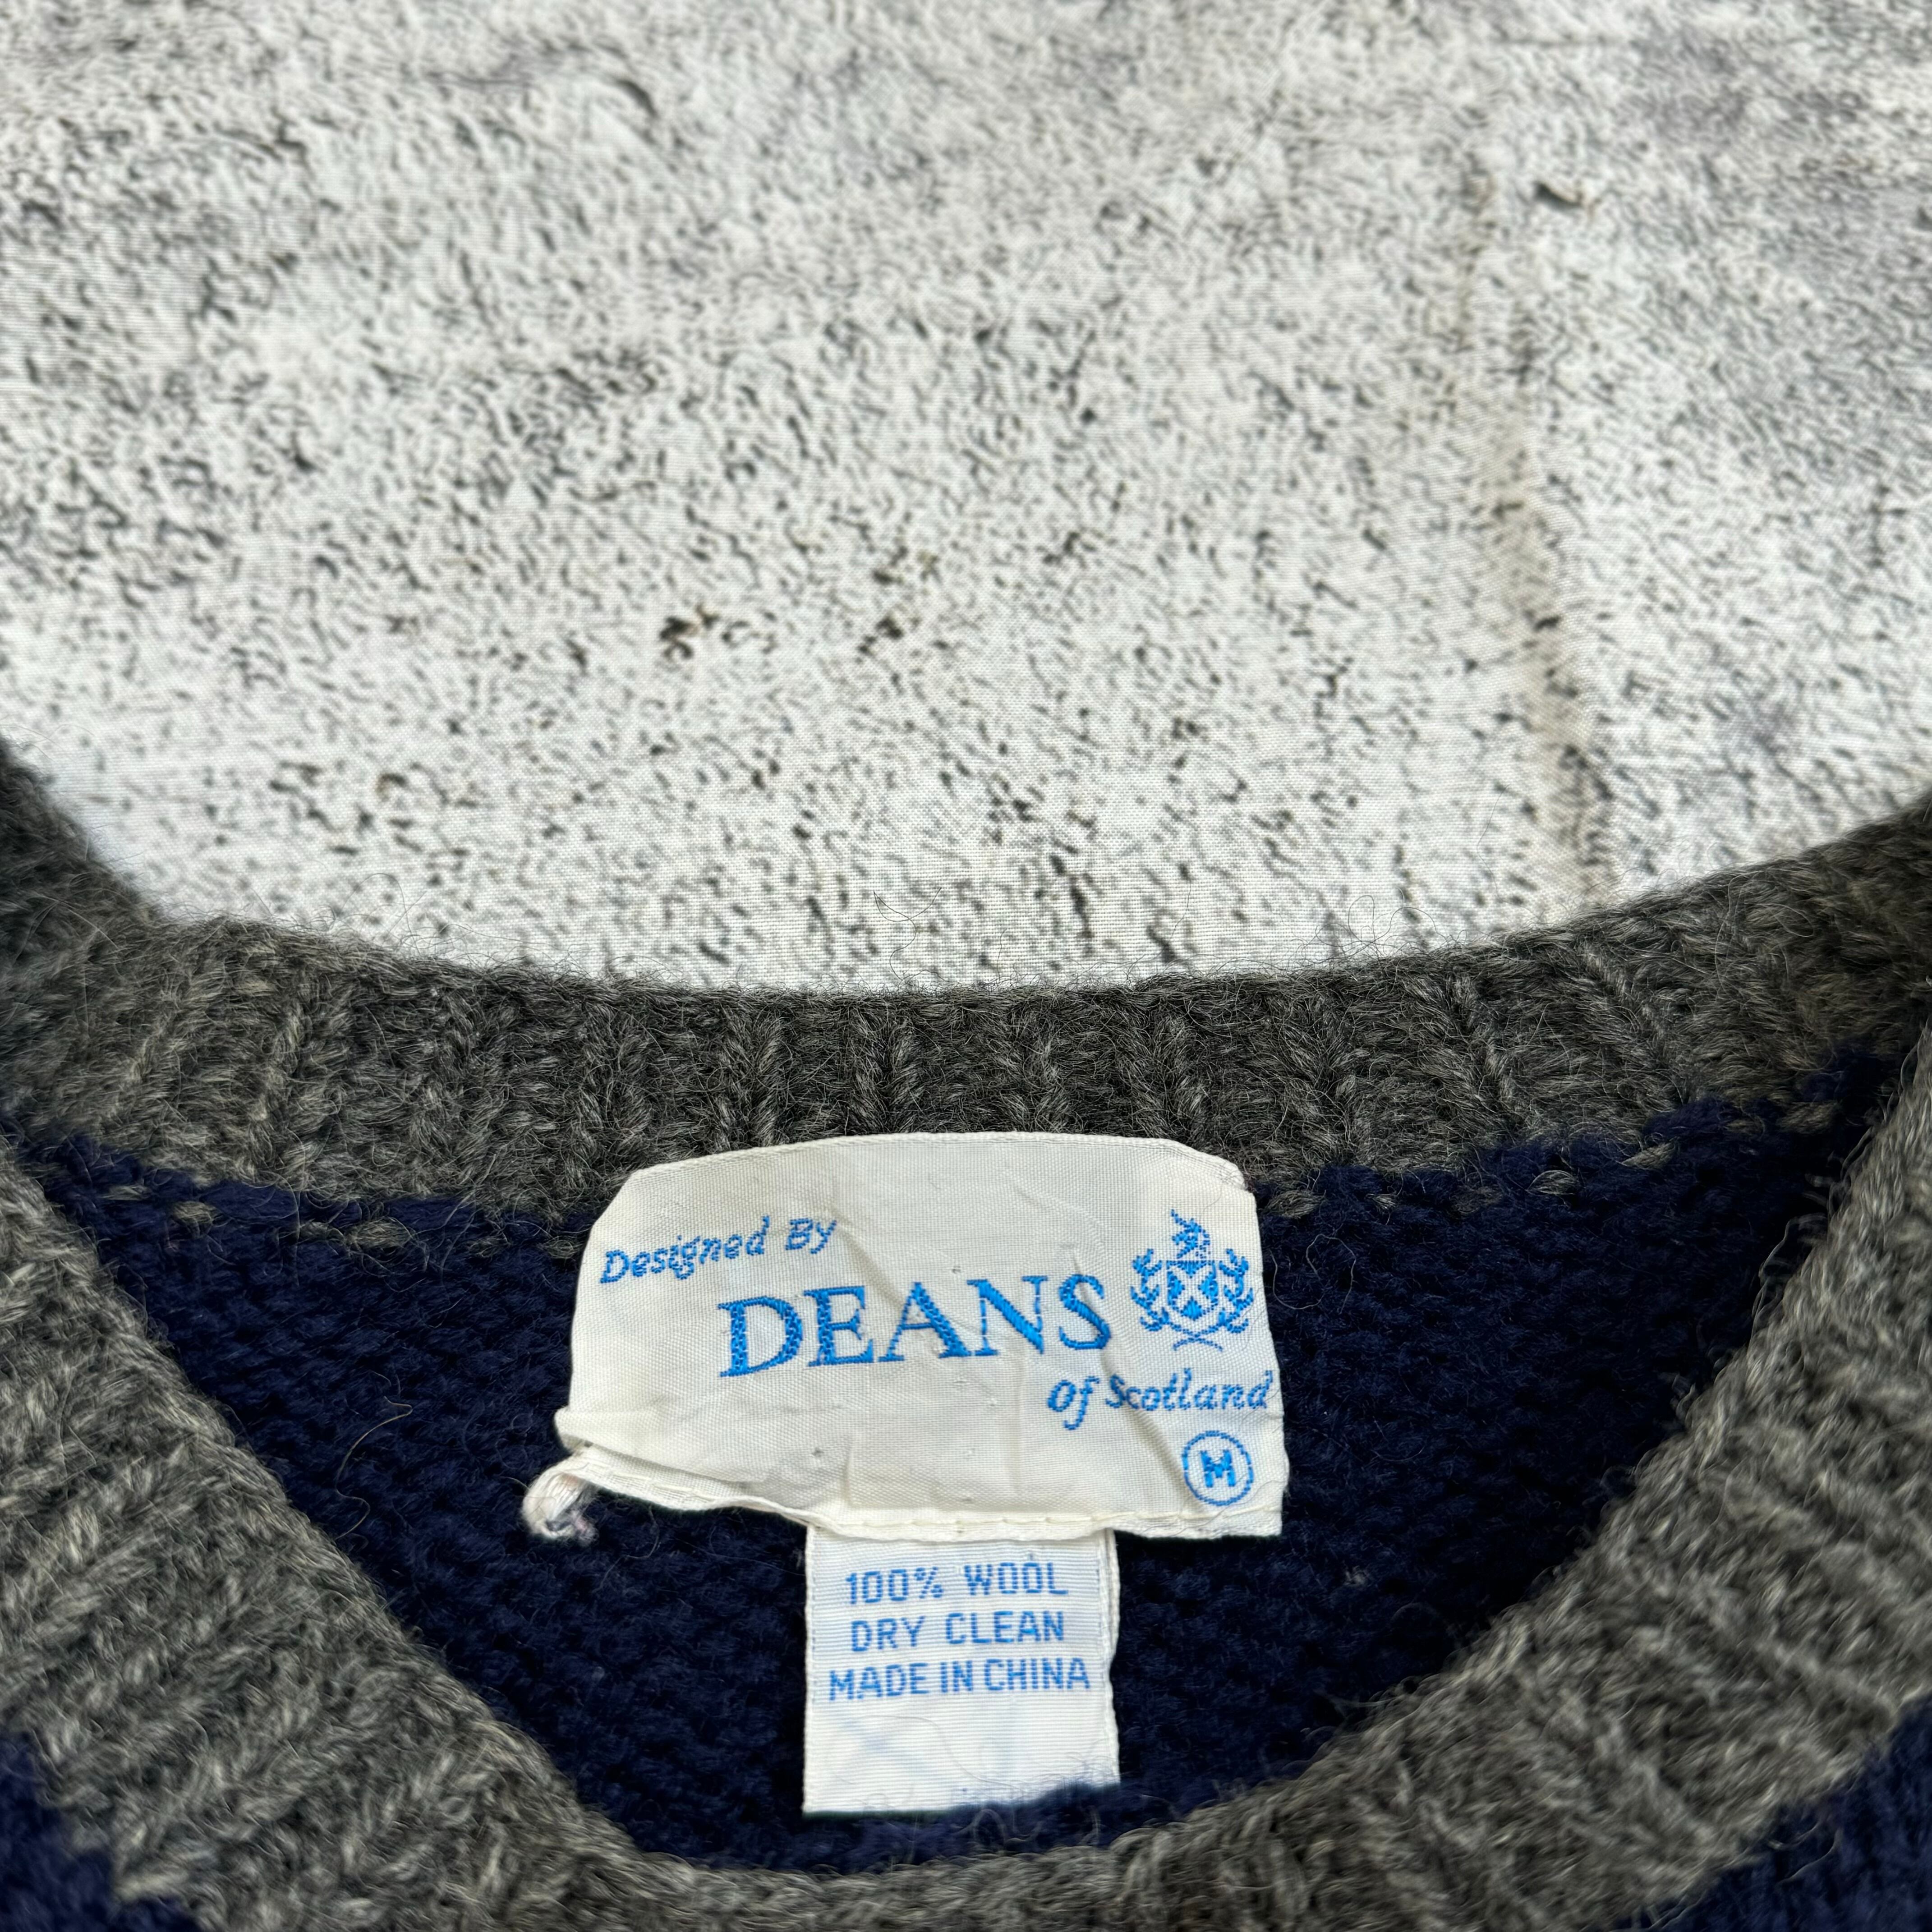 Designed By
DEANS
of Scotland
M
100% WOOL
DRY CLEAN
MADE IN CHINA